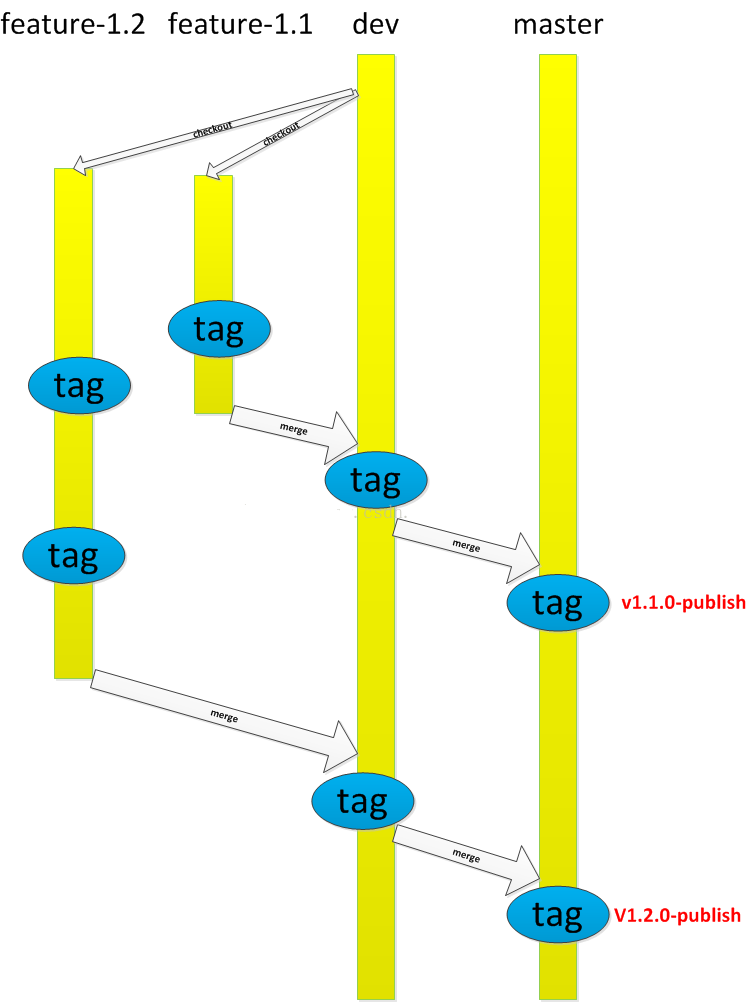 feature-1.2 feature-1.1 dev master
checkout
checkout
tag
tag
merge
tag
csdn.
merge
tag
tag v1.1.0-publish
merge
tag
merge
tag V1.2.0-publish